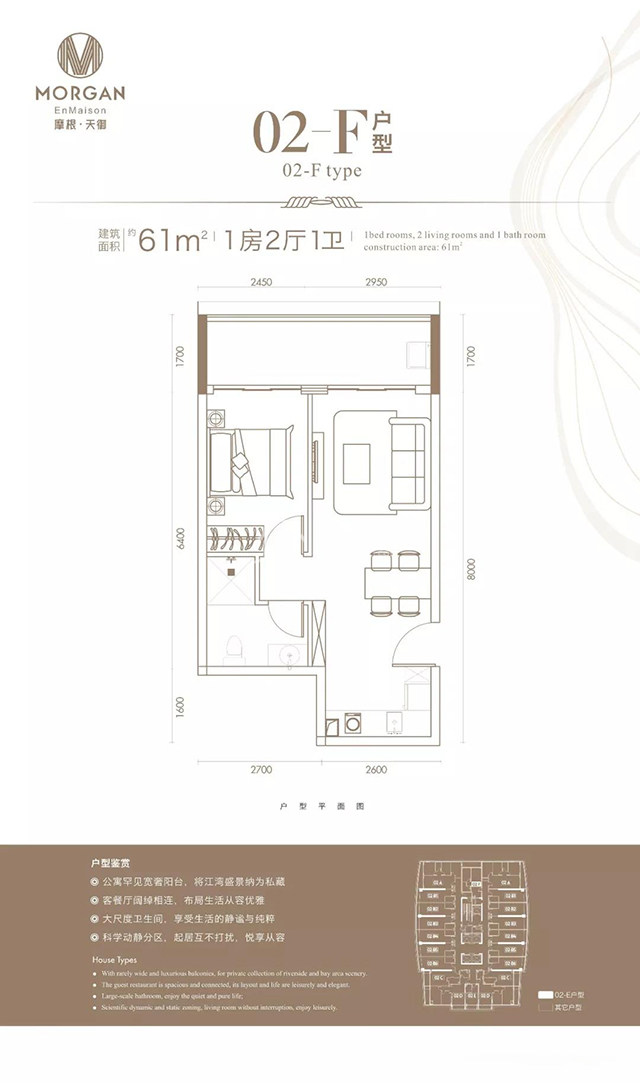 MORGAN
EnMaison
摩根·天御
02-F户型
02-F type
建筑面积 约61m² 1房2厅1卫
1bed rooms, 2 living rooms and 1 bath room
construction area: 61m²
2450 2950
1700 1700
6400
8000
1600
2700 2600
户型平面图
户型鉴赏
公寓罕见宽奢阳台，将江湾盛景纳为私藏
客餐厅阔绰相连，布局生活从容优雅
大尺度卫生间，享受生活的静谧与纯粹
科学动静分区，起居互不打扰，悦享从容
House Types
With rarely wide and luxurious balconies, for private collection of riverside and bay area scenery.
The guest restaurant is spacious and connected, its layout and life are leisurely and elegant.
Large-scale bathroom, enjoy the quiet and pure life;
Scientific dynamic and static zoning, living room without interruption, enjoy leisurely.
02-E户型
其它户型